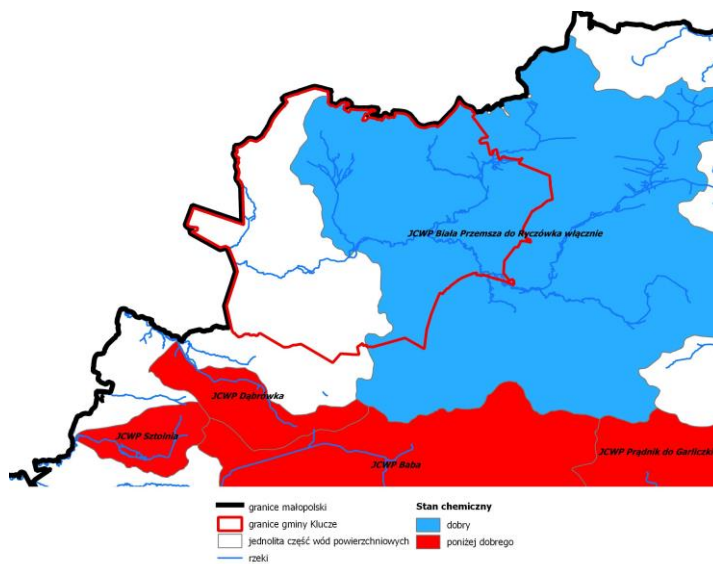 JCWP Biała Przemsza do Ryczówka włącznie
JCWP Dąbrówka
JCWP Sztolnia
JCWP Baba
JCWP Prądnik do Garliczki
granice małopolski
granice gminy Klucze
jednolita część wód powierzchniowych
rzeki
Stan chemiczny
dobry
poniżej dobrego